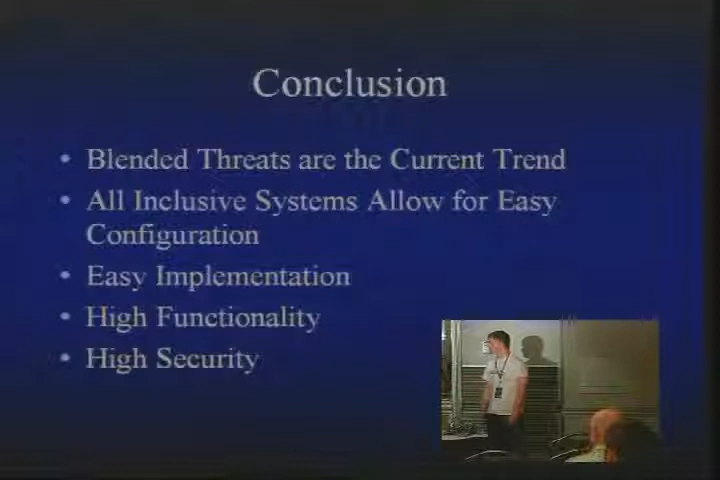 Conclusion
• Blended Threats are the Current Trend
• All Inclusive Systems Allow for Easy
Configuration
• Easy Implementation
• High Functionality
• High Security